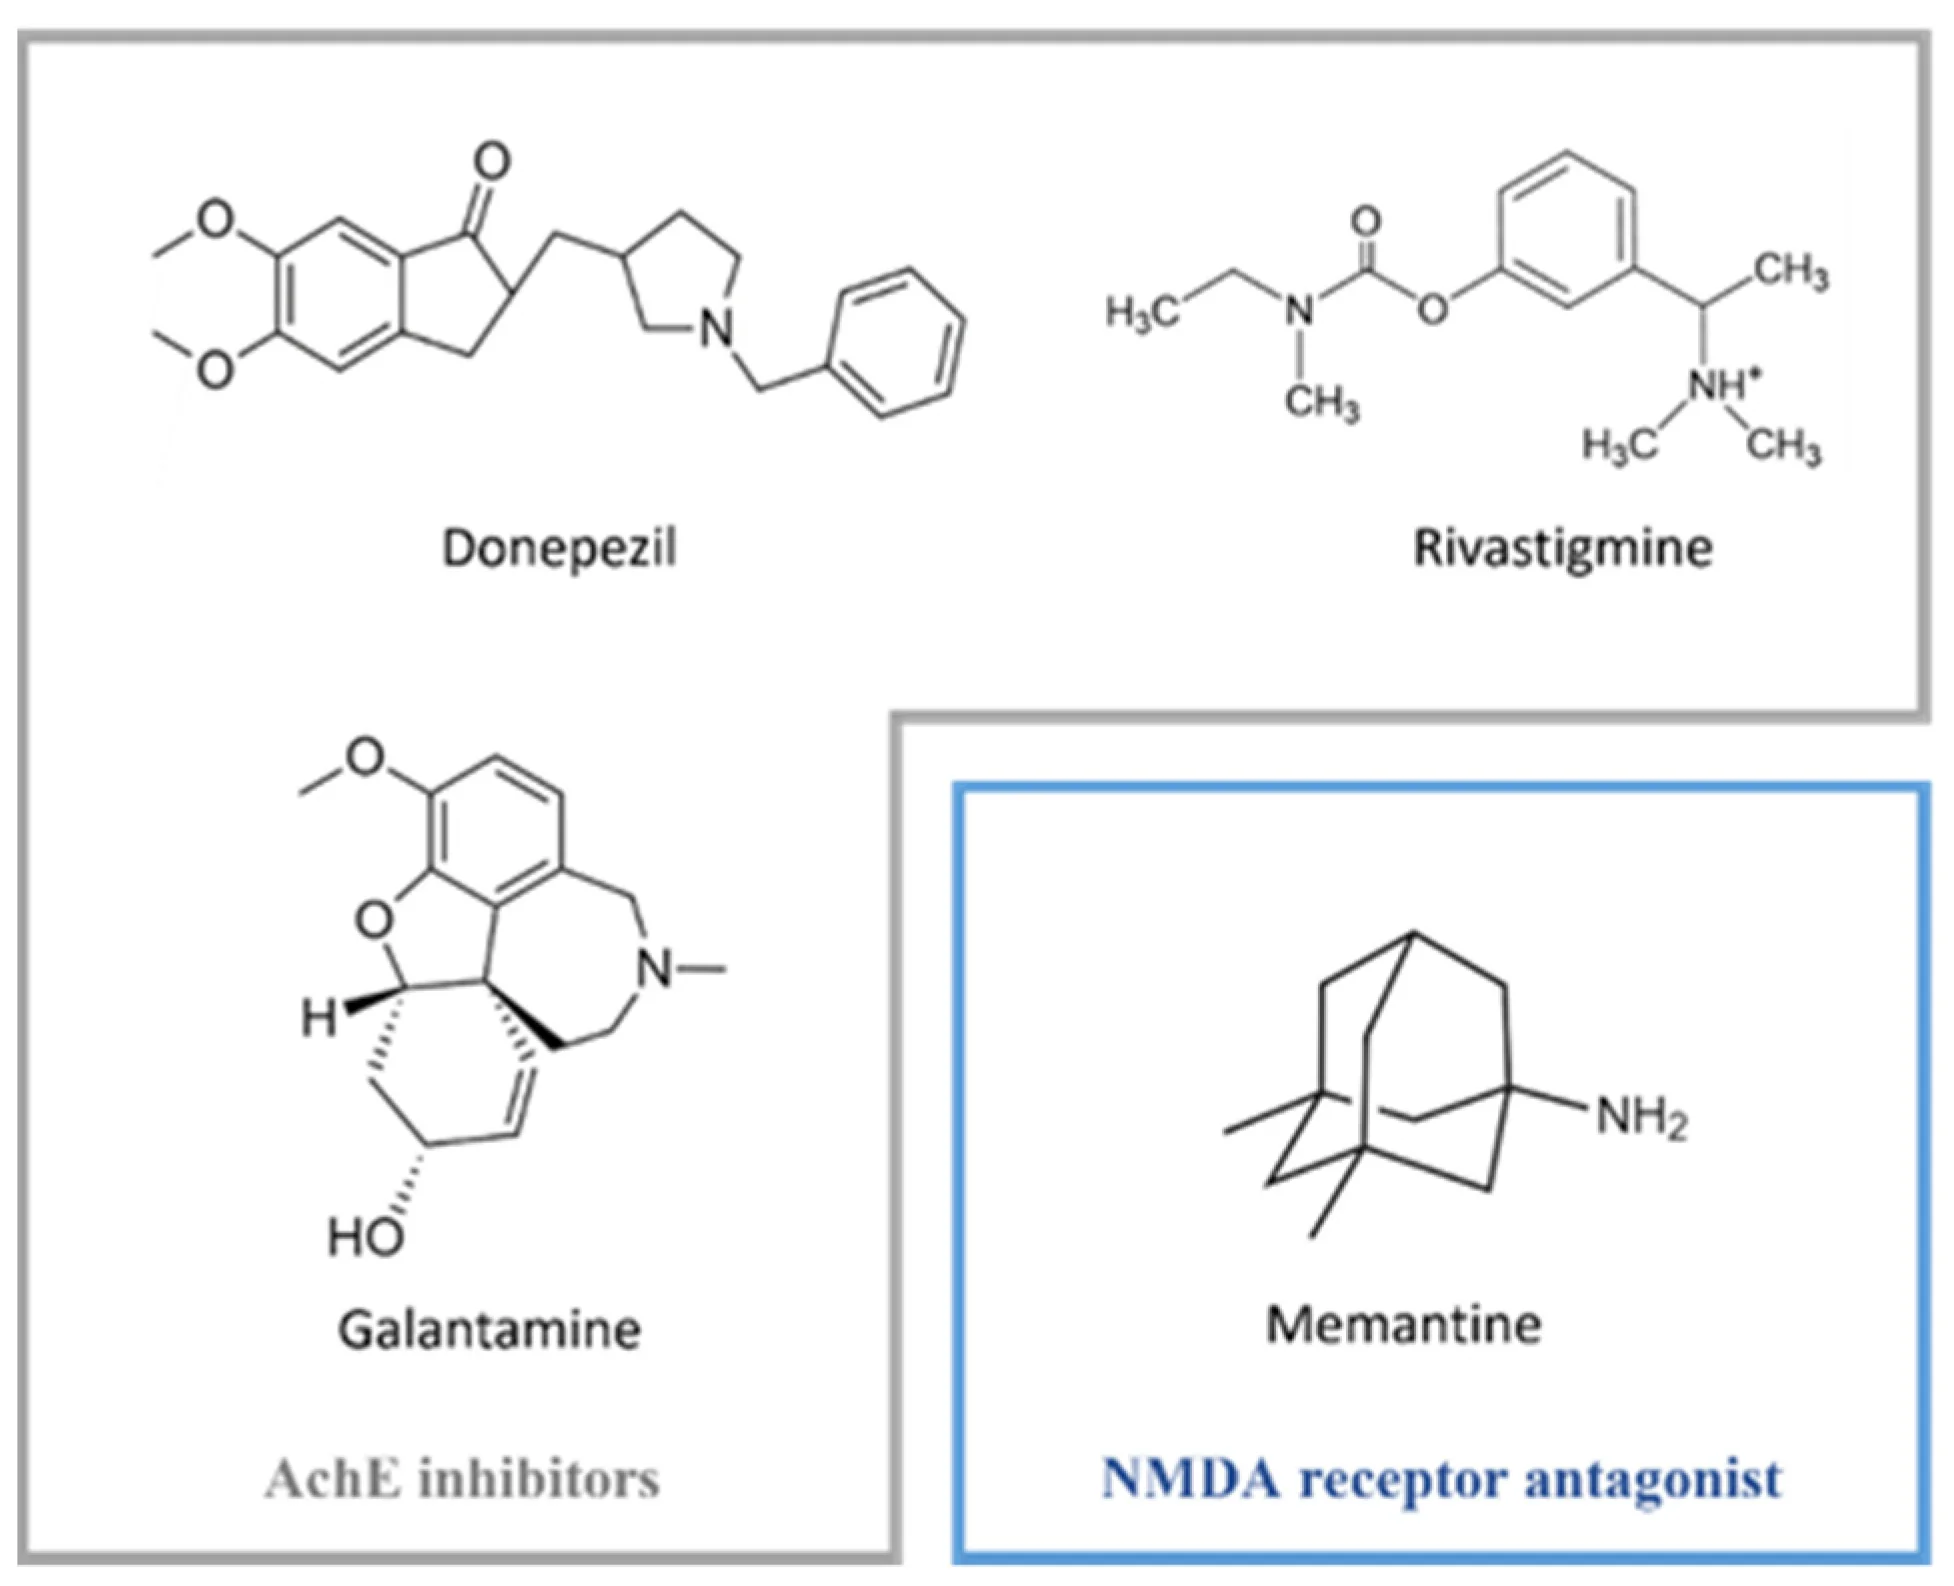 O
O
O
N
Donepezil
O
H₃C
N
O
CH₃
CH₃
NH⁺
H₃C
CH₃
Rivastigmine
O
O
H
N
HO
Galantamine
AchE inhibitors
NH₂
Memantine
NMDA receptor antagonist